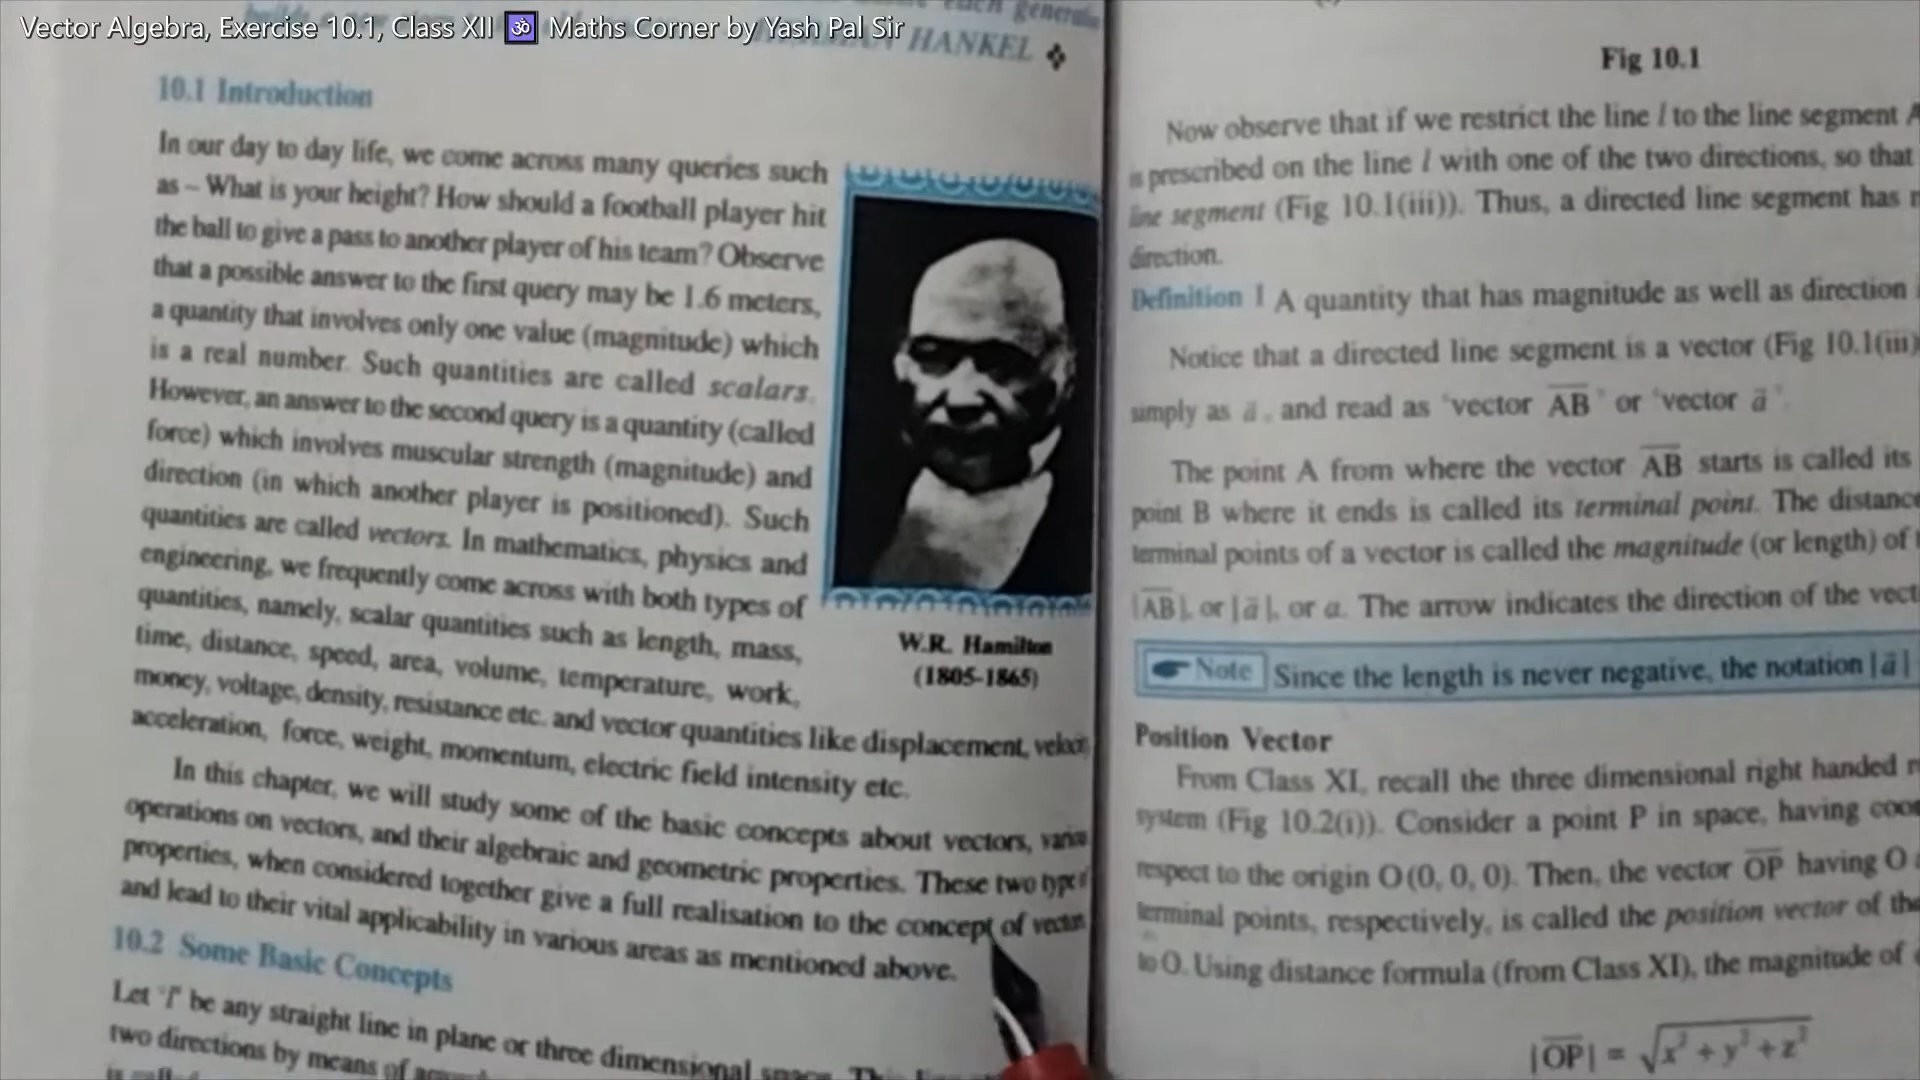 Vector Algebra, Exercise 10.1, Class XII 🕉 Maths Corner by Yash Pal Sir
each generation
HANKEL ❖
10.1 Introduction
In our day to day life, we come across many queries such
as – What is your height? How should a football player hit
the ball to give a pass to another player of his team? Observe
that a possible answer to the first query may be 1.6 meters,
a quantity that involves only one value (magnitude) which
is a real number. Such quantities are called scalars.
However, an answer to the second query is a quantity (called
force) which involves muscular strength (magnitude) and
direction (in which another player is positioned). Such
quantities are called vectors. In mathematics, physics and
engineering, we frequently come across with both types of
quantities, namely, scalar quantities such as length, mass,
time, distance, speed, area, volume, temperature, work,
money, voltage, density, resistance etc. and vector quantities like displacement,
acceleration, force, weight, momentum, electric field intensity etc.
W.R. Hamilton
(1805-1865)
In this chapter, we will study some of the basic concepts about vectors,
operations on vectors, and their algebraic and geometric properties. These two type of
properties, when considered together give a full realisation to the concept of
and lead to their vital applicability in various areas as mentioned above.
10.2 Some Basic Concepts
Let 'l' be any straight line in plane or three dimensional space. This
two directions by means of
is called
Fig 10.1
Now observe that if we restrict the line l to the line segment A
is prescribed on the line l with one of the two directions, so that
line segment (Fig 10.1(iii)). Thus, a directed line segment has
direction.
Definition 1 A quantity that has magnitude as well as direction
Notice that a directed line segment is a vector (Fig 10.1(iii)
simply as a⃗, and read as 'vector AB⃗' or 'vector a⃗'.
The point A from where the vector AB⃗ starts is called its
point B where it ends is called its terminal point. The distance
terminal points of a vector is called the magnitude (or length) of
|AB⃗|, or |a⃗|, or a. The arrow indicates the direction of the
Note Since the length is never negative, the notation |a⃗|
Position Vector
From Class XI, recall the three dimensional right handed
system (Fig 10.2(i)). Consider a point P in space, having
respect to the origin O(0, 0, 0). Then, the vector OP⃗ having O
terminal points, respectively, is called the position vector of the
to O. Using distance formula (from Class XI), the magnitude of
|OP⃗| = √x² + y² + z²